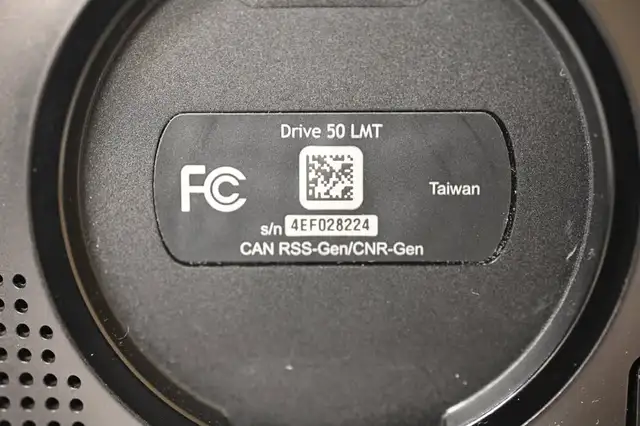 Drive 50 LMT
FC
Taiwan
s/n 4EF028224
CAN RSS-Gen/CNR-Gen